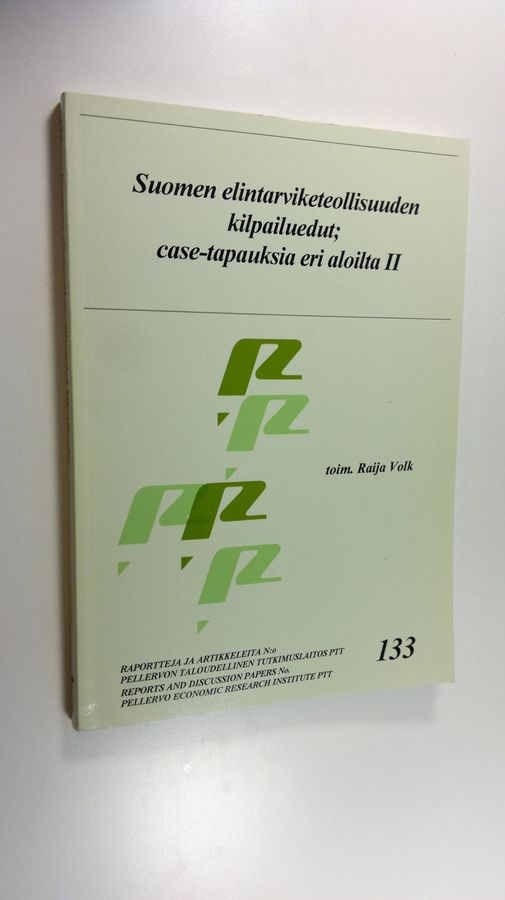 Suomen elintarviketeollisuuden
kilpailuedut;
case-tapauksia eri aloilta II
toim. Raija Volk
RAPORTTEJA JA ARTIKKELEITA N:o
PELLERVON TALOUDELLINEN TUTKIMUSLAITOS PTT
REPORTS AND DISCUSSION PAPERS No.
PELLERVO ECONOMIC RESEARCH INSTITUTE PTT
133